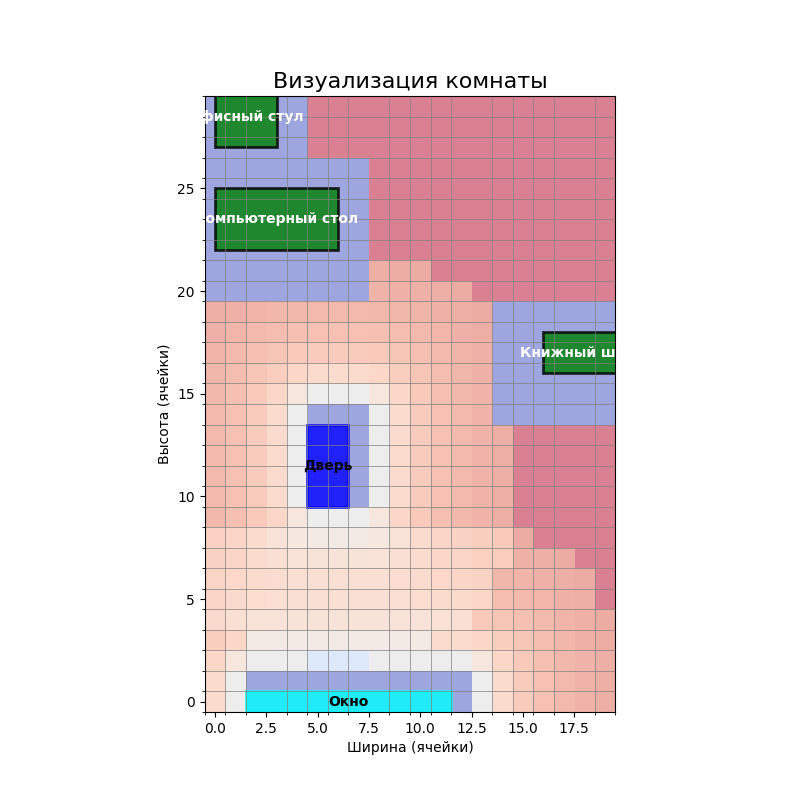 Визуализация комнаты
фисный стул
омпьютерный стол
Книжный ш
Дверь
Окно
Высота (ячейки)
25
20
15
10
5
0
0.0 2.5 5.0 7.5 10.0 12.5 15.0 17.5
Ширина (ячейки)